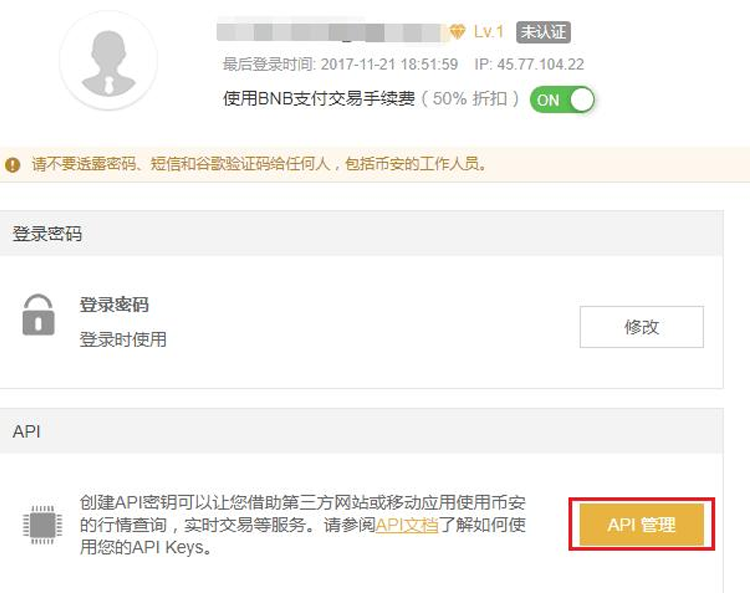 Lv.1 未认证
最后登录时间: 2017-11-21 18:51:59 IP: 45.77.104.22
使用BNB支付交易手续费（50% 折扣） ON
请不要透露密码、短信和谷歌验证码给任何人，包括币安的工作人员。
登录密码
登录密码
登录时使用
修改
API
创建API密钥可以让您借助第三方网站或移动应用使用币安
的行情查询，实时交易等服务。请参阅API文档了解如何使
用您的API Keys。
API 管理